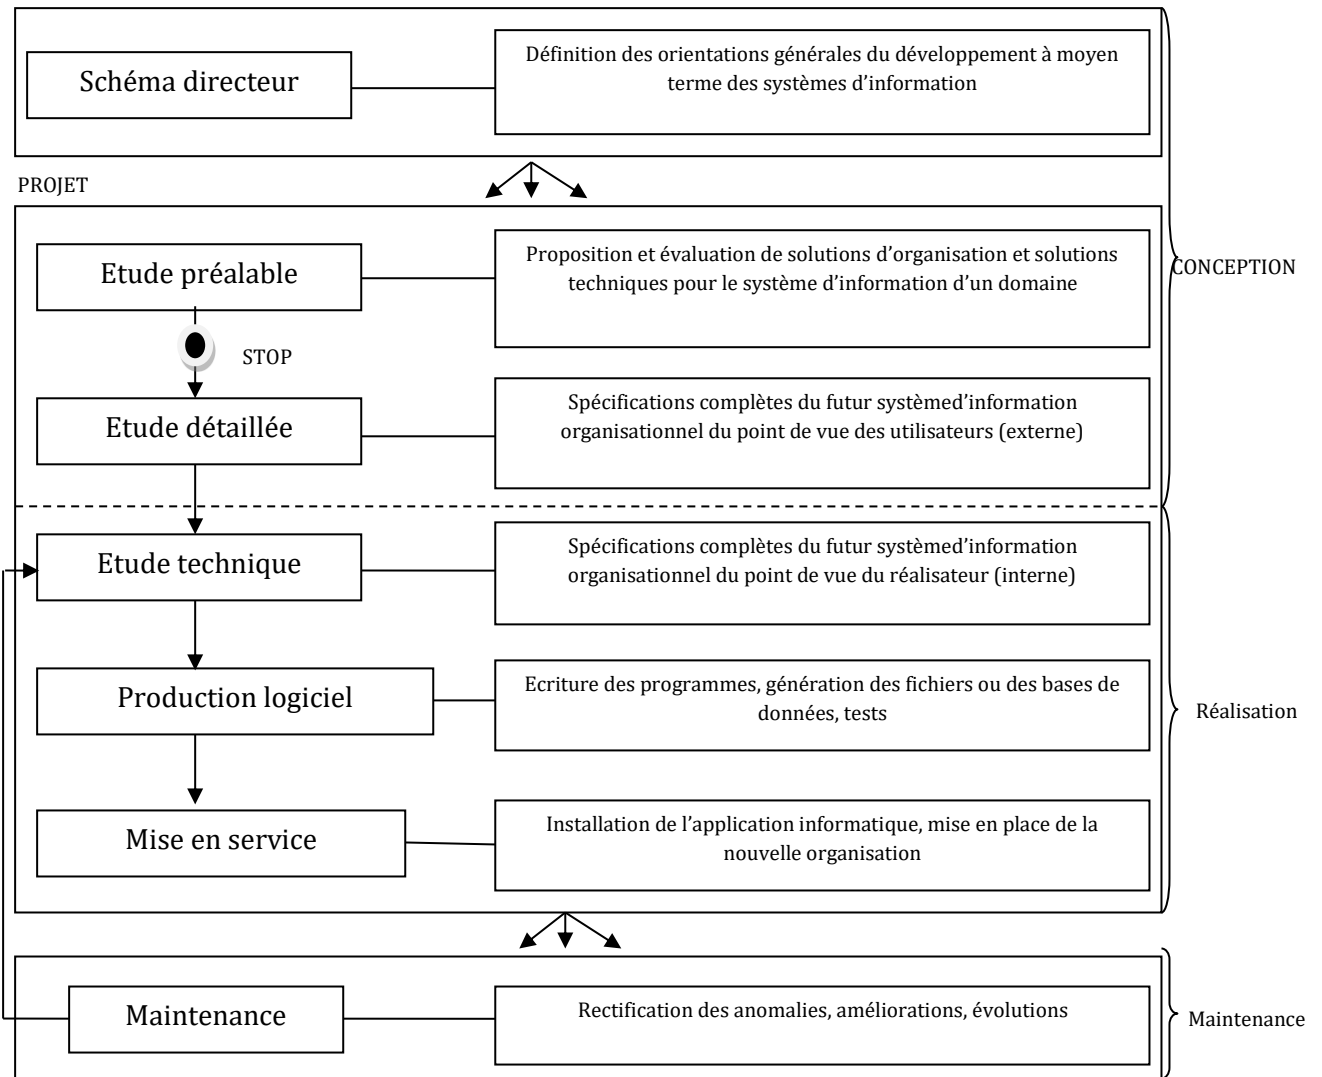 Schéma directeur
Définition des orientations générales du développement à moyen
terme des systèmes d'information
PROJET
Etude préalable
Proposition et évaluation de solutions d'organisation et solutions
techniques pour le système d'information d'un domaine
CONCEPTION
STOP
Etude détaillée
Spécifications complètes du futur systèmed'information
organisationnel du point de vue des utilisateurs (externe)
Etude technique
Spécifications complètes du futur systèmed'information
organisationnel du point de vue du réalisateur (interne)
Production logiciel
Ecriture des programmes, génération des fichiers ou des bases de
données, tests
Réalisation
Mise en service
Installation de l'application informatique, mise en place de la
nouvelle organisation
Maintenance
Rectification des anomalies, améliorations, évolutions
Maintenance